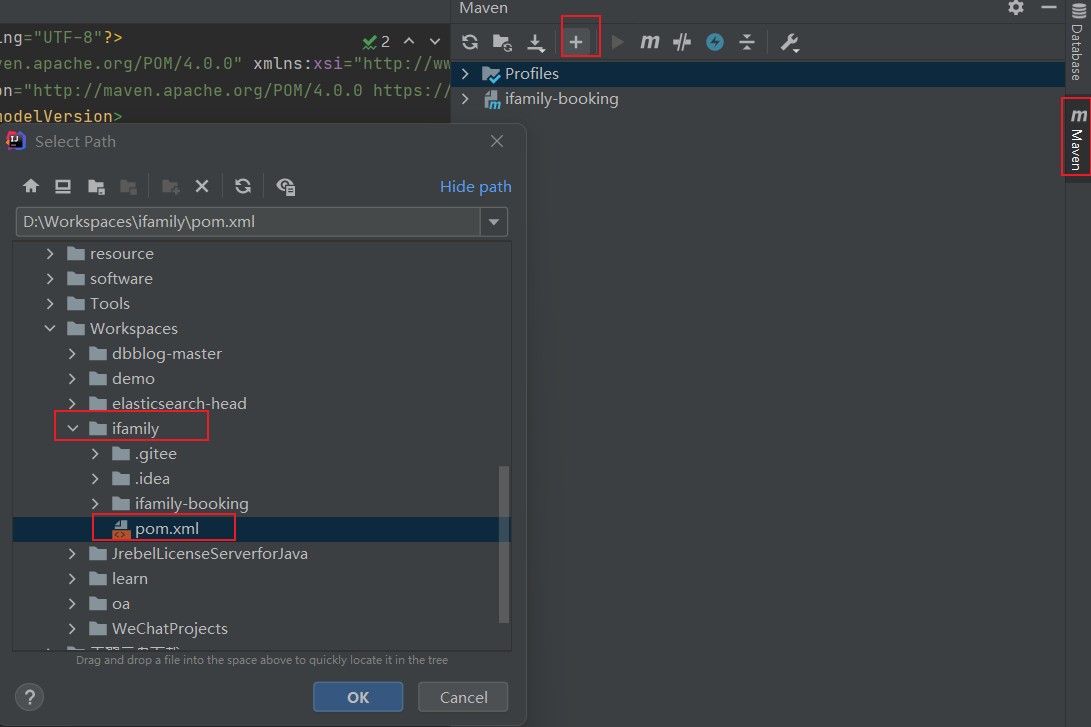 Maven
ng="UTF-8"?>
2
ven.apache.org/POM/4.0.0" xmlns:xsi="http://ww
on="http://maven.apache.org/POM/4.0.0 https://
modelVersion>
Profiles
ifamily-booking
Database
Maven
Select Path
Hide path
D:\Workspaces\ifamily\pom.xml
resource
software
Tools
Workspaces
dbblog-master
demo
elasticsearch-head
ifamily
.gitee
.idea
ifamily-booking
pom.xml
JrebelLicenseServerforJava
learn
oa
WeChatProjects
Drag and drop a file into the space above to quickly locate it in the tree
?
OK
Cancel